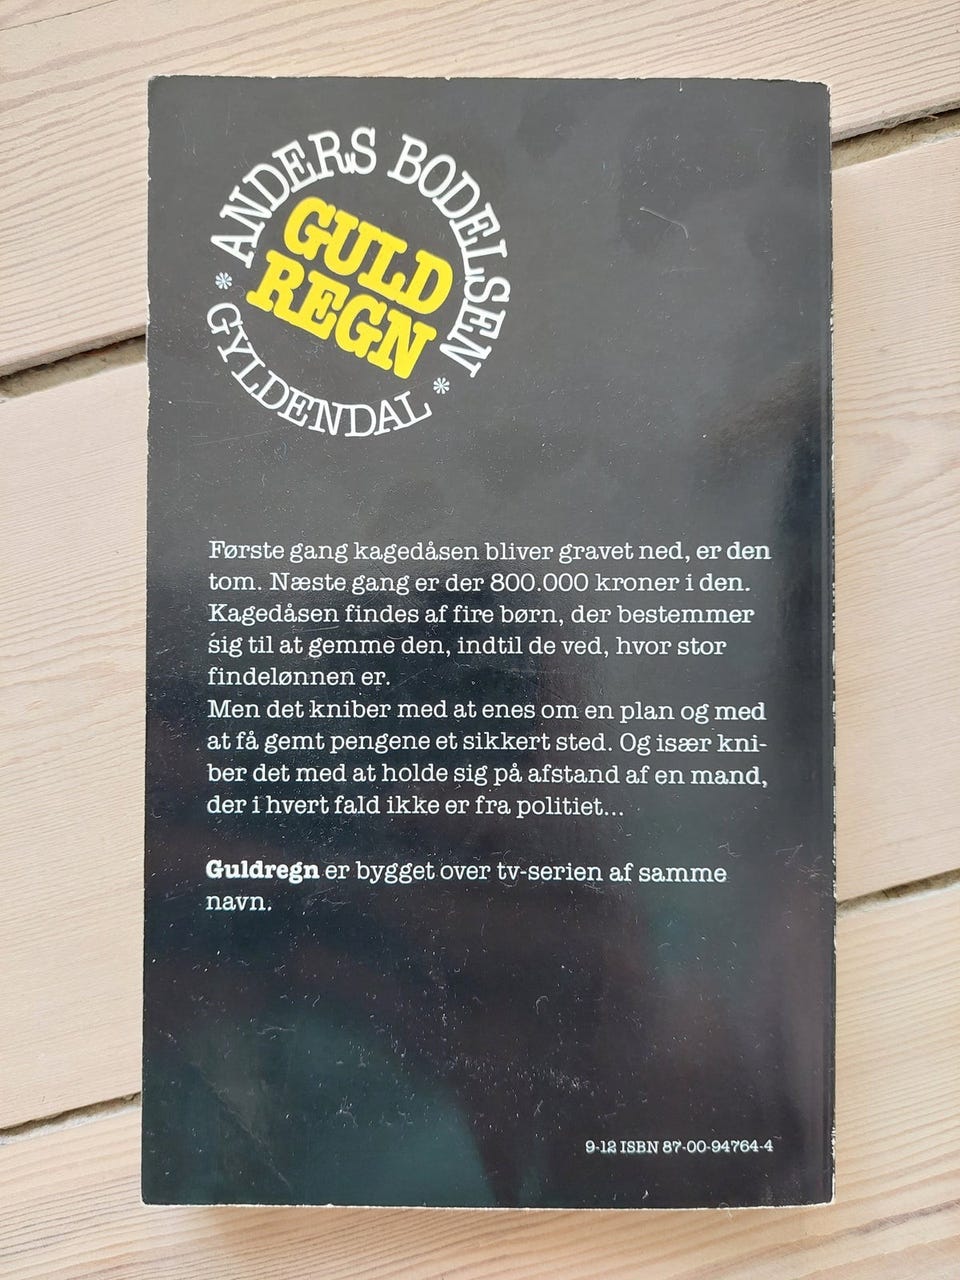 ANDERS BODELSEN
GULD
REGN
* GYLDENDAL *
Første gang kagedåsen bliver gravet ned, er den
tom. Næste gang er der 800.000 kroner i den.
Kagedåsen findes af fire børn, der bestemmer
sig til at gemme den, indtil de ved, hvor stor
findelønnen er.
Men det kniber med at enes om en plan og med
at få gemt pengene et sikkert sted. Og især kni-
ber det med at holde sig på afstand af en mand,
der i hvert fald ikke er fra politiet...
Guldregn er bygget over tv-serien af samme
navn.
9-12 ISBN 87-00-94764-4